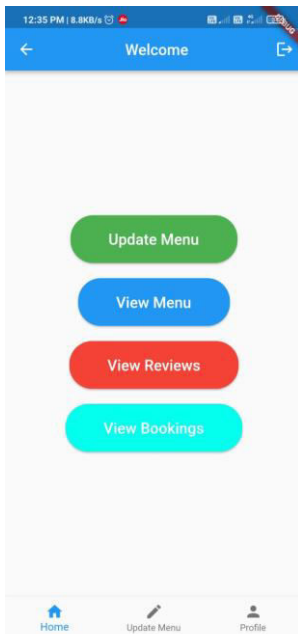 12:35 PM | 8.8KB/s
Welcome
Update Menu
View Menu
View Reviews
View Bookings
Home
Update Menu
Profile